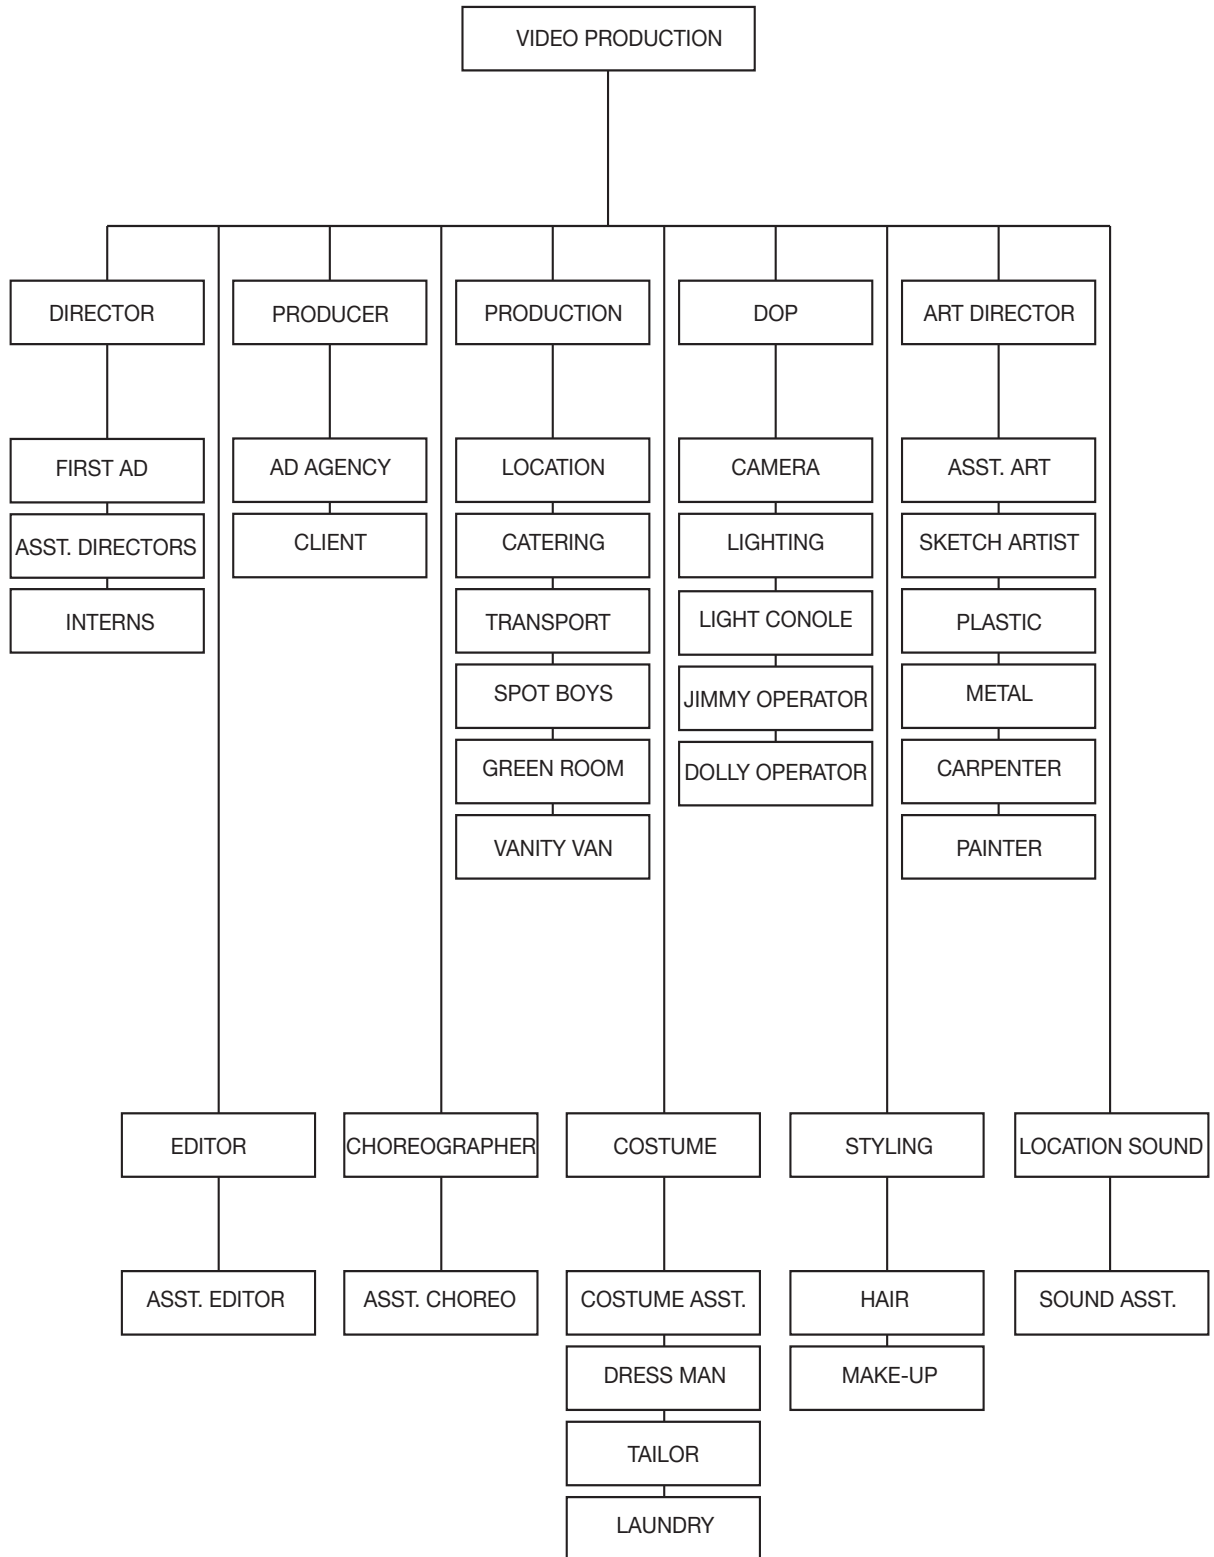 VIDEO PRODUCTION
DIRECTOR
PRODUCER
PRODUCTION
DOP
ART DIRECTOR
FIRST AD
AD AGENCY
LOCATION
CAMERA
ASST. ART
ASST. DIRECTORS
CLIENT
CATERING
LIGHTING
SKETCH ARTIST
INTERNS
TRANSPORT
LIGHT CONOLE
PLASTIC
SPOT BOYS
JIMMY OPERATOR
METAL
GREEN ROOM
DOLLY OPERATOR
CARPENTER
VANITY VAN
PAINTER
EDITOR
CHOREOGRAPHER
COSTUME
STYLING
LOCATION SOUND
ASST. EDITOR
ASST. CHOREO
COSTUME ASST.
HAIR
SOUND ASST.
DRESS MAN
MAKE-UP
TAILOR
LAUNDRY